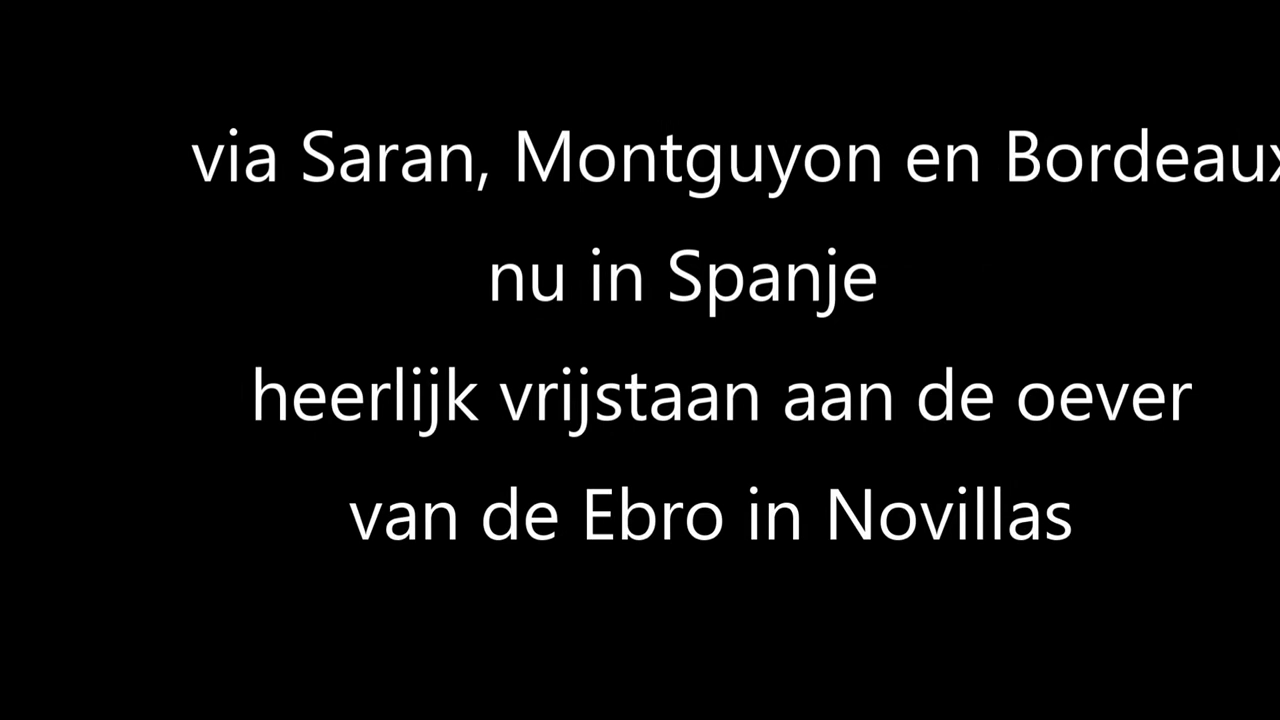 via Saran, Montguyon en Bordeaux
nu in Spanje
heerlijk vrijstaan aan de oever
van de Ebro in Novillas